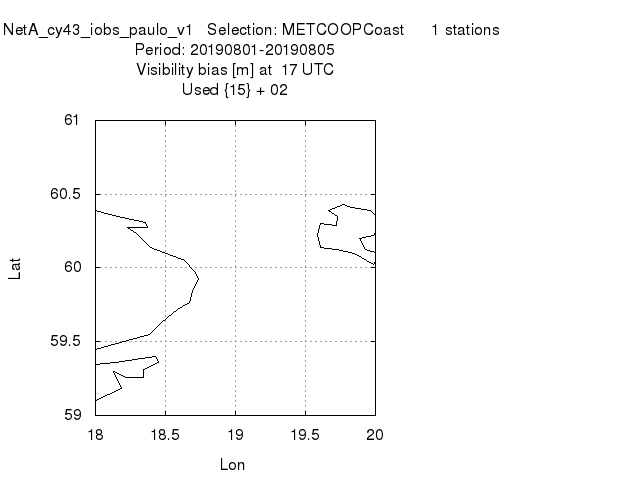 NetA_cy43_iobs_paulo_v1 Selection: METCOOPCoast 1 stations
Period: 20190801-20190805
Visibility bias [m] at 17 UTC
Used {15} + 02
61
60.5
60
59.5
59
Lat
18 18.5 19 19.5 20
Lon